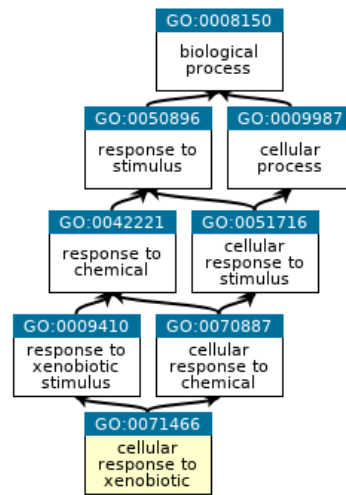 GO:0008150
biological
process
GO:0050896
response to
stimulus
GO:0009987
cellular
process
GO:0042221
response to
chemical
GO:0051716
cellular
response to
stimulus
GO:0009410
response to
xenobiotic
stimulus
GO:0070887
cellular
response to
chemical
GO:0071466
cellular
response to
xenobiotic